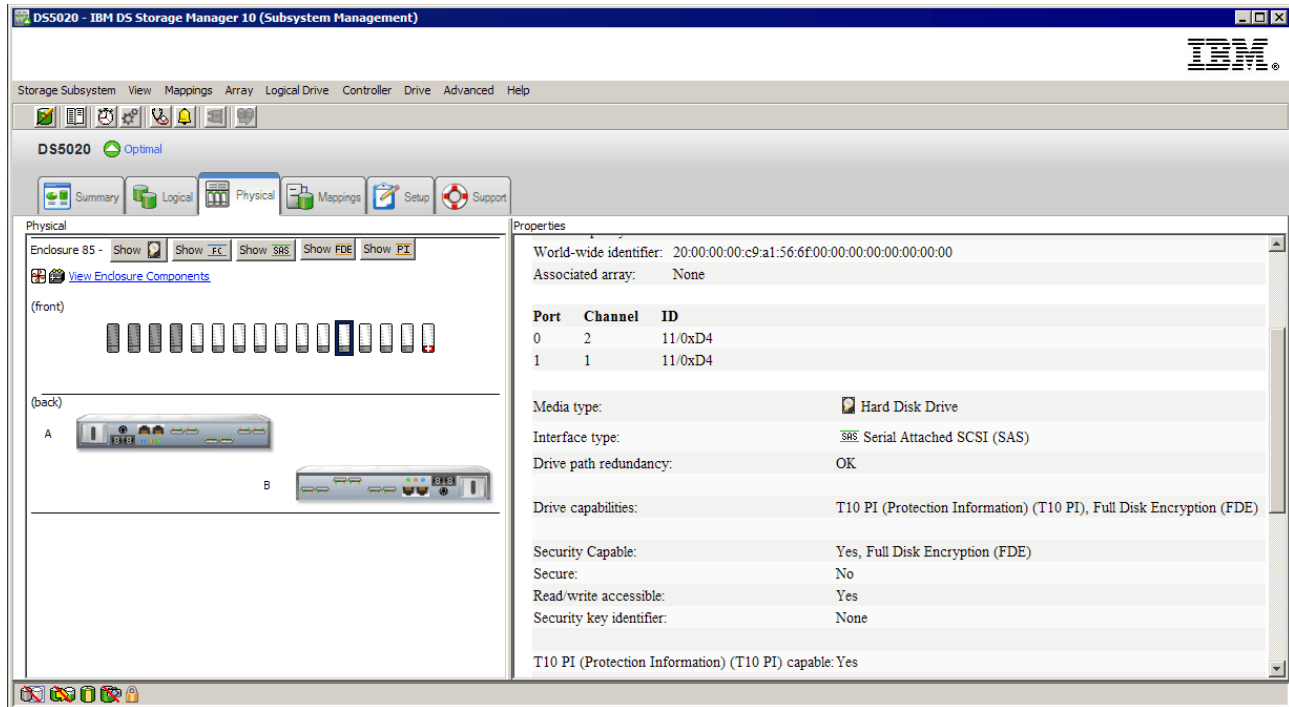 DS5020 - IBM DS Storage Manager 10 (Subsystem Management)
IBM®
Storage Subsystem View Mappings Array Logical Drive Controller Drive Advanced Help
DS5020 Optimal
Summary Logical Physical Mappings Setup Support
Physical
Enclosure 85 - Show Show FC Show SAS Show FDE Show PI
View Enclosure Components
(front)
(back)
A
B
Properties
World-wide identifier: 20:00:00:00:c9:a1:56:6f:00:00:00:00:00:00:00:00
Associated array: None
Port Channel ID
0 2 11/0xD4
1 1 11/0xD4
Media type: Hard Disk Drive
Interface type: SAS Serial Attached SCSI (SAS)
Drive path redundancy: OK
Drive capabilities: T10 PI (Protection Information) (T10 PI), Full Disk Encryption (FDE)
Security Capable: Yes, Full Disk Encryption (FDE)
Secure: No
Read/write accessible: Yes
Security key identifier: None
T10 PI (Protection Information) (T10 PI) capable: Yes